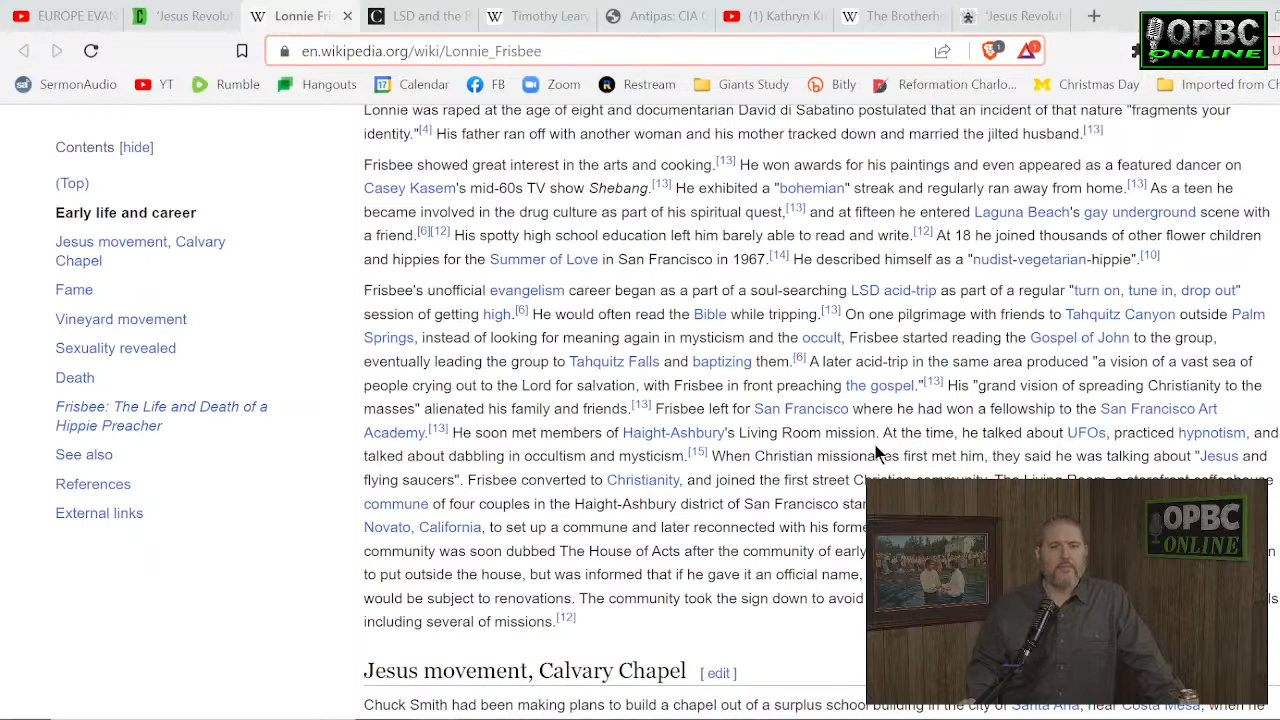 EUROPE EVAN
'Jesus Revolut
Lonnie Fri
LSD and the
Timothy Leary
Antipas: CIA
(1) Kathryn K
The Brotherh
'Jesus Revolut
OPBC
ONLINE
en.wikipedia.org/wiki/Lonnie_Frisbee
1
1
SermonAudio
YT
Rumble
Hangouts
Calendar
FB
Zoom
Restream
Giants Study
Bitly
Reformation
Christmas Day
Imported from Ch
Contents [hide]
(Top)
Early life and career
Jesus movement, Calvary
Chapel
Fame
Vineyard movement
Sexuality revealed
Death
Frisbee: The Life and Death of a
Hippie Preacher
See also
References
External links
Lonnie was raped at the age of eight and documentarian David di Sabatino postulated that an incident of that nature "fragments your
identity."[4] His father ran off with another woman and his mother tracked down and married the jilted husband.[13]
Frisbee showed great interest in the arts and cooking.[13] He won awards for his paintings and even appeared as a featured dancer on
Casey Kasem's mid-60s TV show Shebang.[13] He exhibited a "bohemian" streak and regularly ran away from home.[13] As a teen he
became involved in the drug culture as part of his spiritual quest,[13] and at fifteen he entered Laguna Beach's gay underground scene with
a friend.[6][12] His spotty high school education left him barely able to read and write.[12] At 18 he joined thousands of other flower children
and hippies for the Summer of Love in San Francisco in 1967.[14] He described himself as a "nudist-vegetarian-hippie".[10]
Frisbee's unofficial evangelism career began as a part of a soul-searching LSD acid-trip as part of a regular "turn on, tune in, drop out"
session of getting high.[6] He would often read the Bible while tripping.[13] On one pilgrimage with friends to Tahquitz Canyon outside Palm
Springs, instead of looking for meaning again in mysticism and the occult, Frisbee started reading the Gospel of John to the group,
eventually leading the group to Tahquitz Falls and baptizing them.[6] A later acid-trip in the same area produced "a vision of a vast sea of
people crying out to the Lord for salvation, with Frisbee in front preaching the gospel."[13] His "grand vision of spreading Christianity to the
masses" alienated his family and friends.[13] Frisbee left for San Francisco where he had won a fellowship to the San Francisco Art
Academy.[13] He soon met members of Haight-Ashbury's Living Room mission. At the time, he talked about UFOs, practiced hypnotism, and
talked about dabbling in occultism and mysticism.[15] When Christian missionaries first met him, they said he was talking about "Jesus and
flying saucers". Frisbee converted to Christianity, and joined the first street Christian community, The Living Room, a storefront coffeehouse
commune of four couples in the Haight-Ashbury district of San Francisco star
Novato, California, to set up a commune and later reconnected with his forme
community was soon dubbed The House of Acts after the community of early
to put outside the house, but was informed that if he gave it an official name,
would be subject to renovations. The community took the sign down to avoid
including several of missions.[12]
OPBC
ONLINE
Jesus movement, Calvary Chapel [ edit ]
Chuck Smith had been making plans to build a chapel out of a surplus school building in the city of Santa Ana, near Costa Mesa, when he